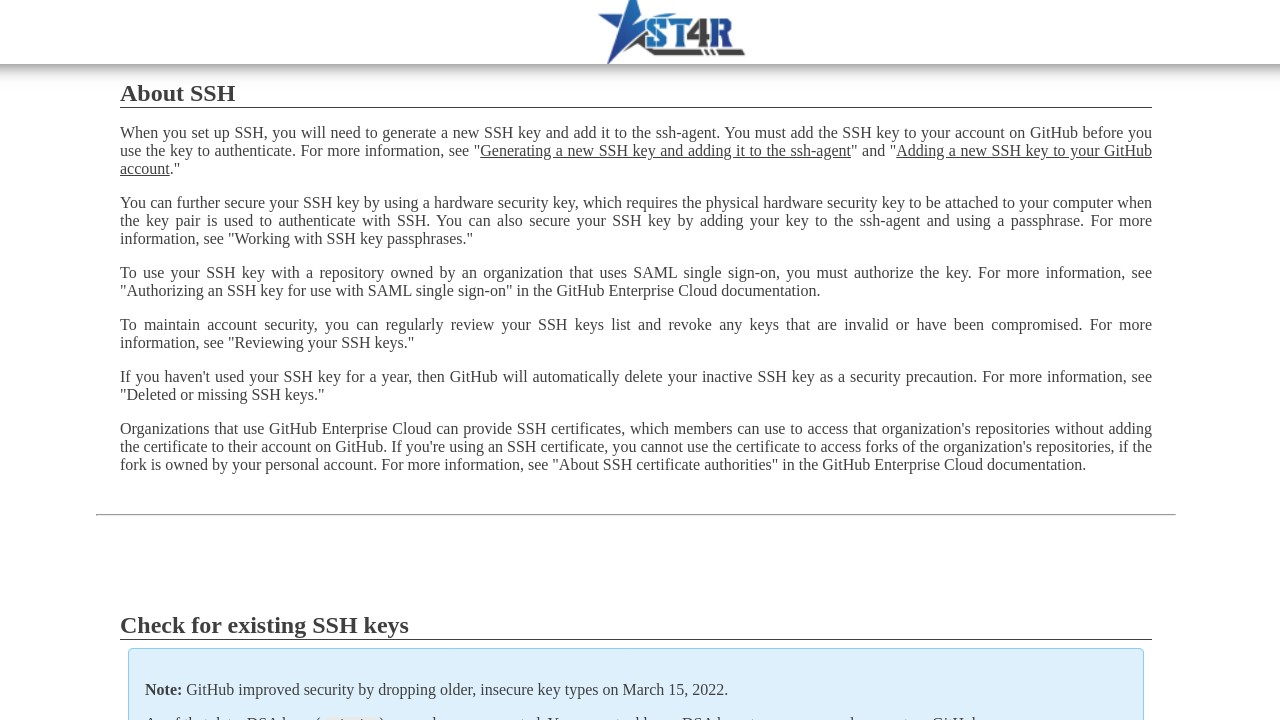 ST4R
About SSH
When you set up SSH, you will need to generate a new SSH key and add it to the ssh-agent. You must add the SSH key to your account on GitHub before you
use the key to authenticate. For more information, see "Generating a new SSH key and adding it to the ssh-agent" and "Adding a new SSH key to your GitHub
account."
You can further secure your SSH key by using a hardware security key, which requires the physical hardware security key to be attached to your computer when
the key pair is used to authenticate with SSH. You can also secure your SSH key by adding your key to the ssh-agent and using a passphrase. For more
information, see "Working with SSH key passphrases."
To use your SSH key with a repository owned by an organization that uses SAML single sign-on, you must authorize the key. For more information, see
"Authorizing an SSH key for use with SAML single sign-on" in the GitHub Enterprise Cloud documentation.
To maintain account security, you can regularly review your SSH keys list and revoke any keys that are invalid or have been compromised. For more
information, see "Reviewing your SSH keys."
If you haven't used your SSH key for a year, then GitHub will automatically delete your inactive SSH key as a security precaution. For more information, see
"Deleted or missing SSH keys."
Organizations that use GitHub Enterprise Cloud can provide SSH certificates, which members can use to access that organization's repositories without adding
the certificate to their account on GitHub. If you're using an SSH certificate, you cannot use the certificate to access forks of the organization's repositories, if the
fork is owned by your personal account. For more information, see "About SSH certificate authorities" in the GitHub Enterprise Cloud documentation.
Check for existing SSH keys
Note: GitHub improved security by dropping older, insecure key types on March 15, 2022.